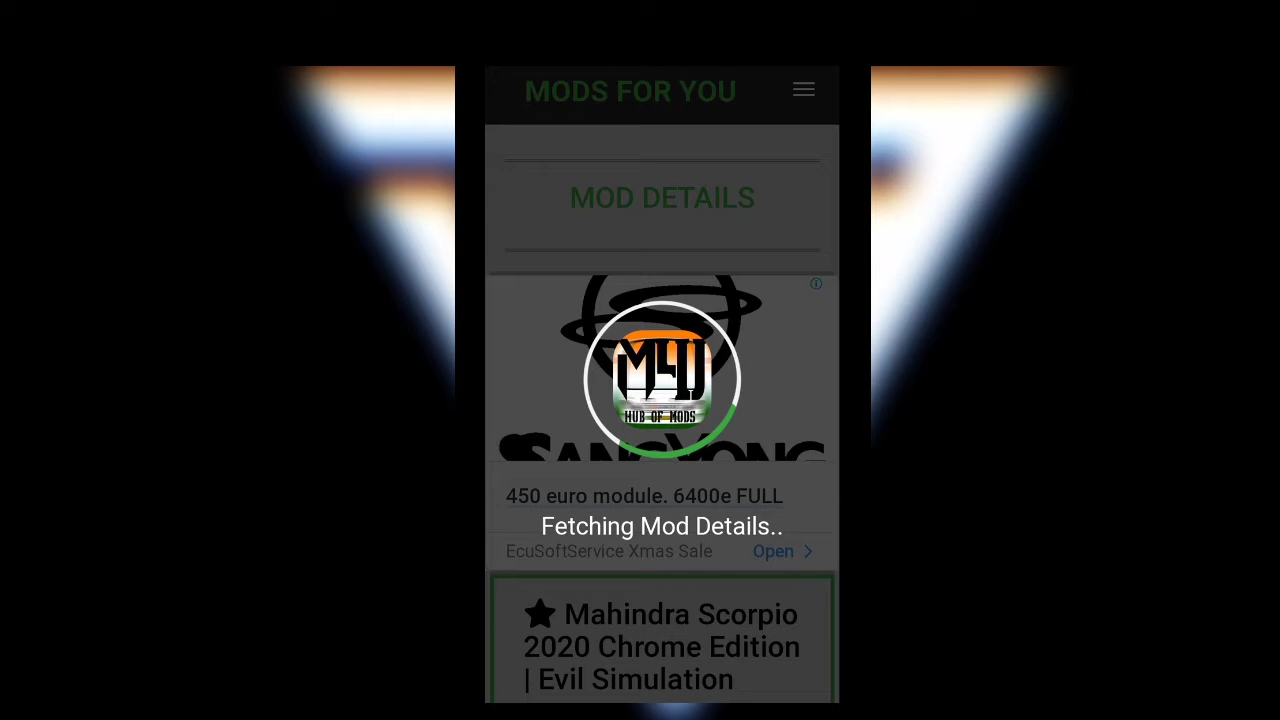 MODS FOR YOU
MOD DETAILS
M4U
HUB OF MODS
SANGYONG
450 euro module. 6400e FULL
Fetching Mod Details..
EcuSoftService Xmas Sale
Open
Mahindra Scorpio
2020 Chrome Edition
| Evil Simulation